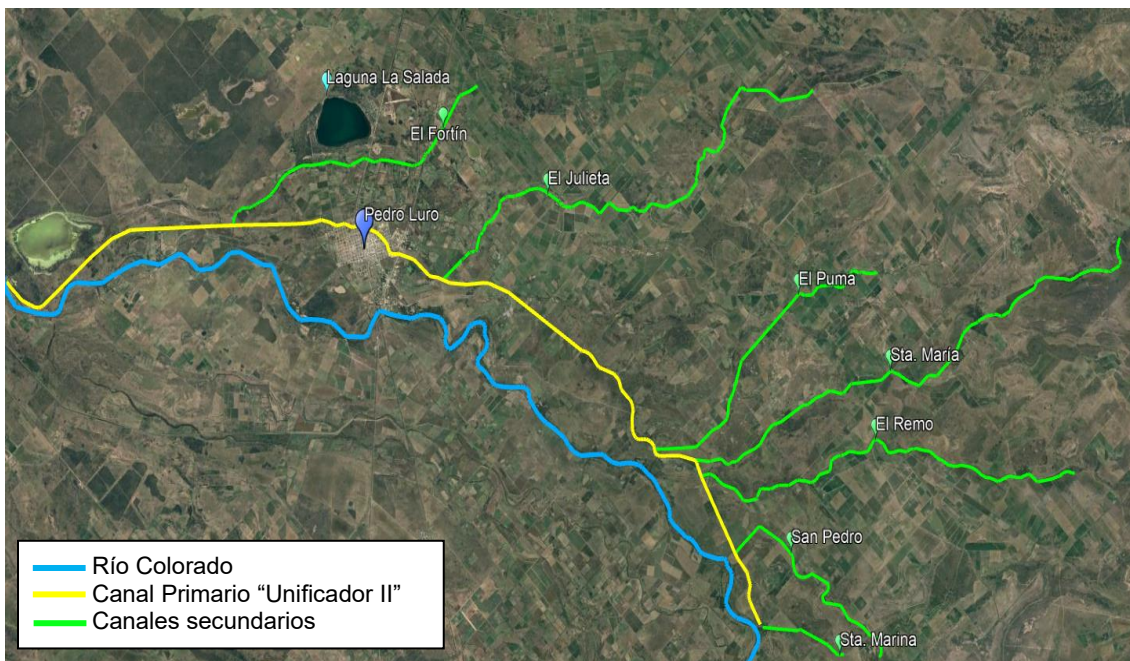 Laguna La Salada
El Fortín
El Julieta
Pedro Luro
El Puma
Sta. María
El Remo
San Pedro
Sta. Marina
Río Colorado
Canal Primario “Unificador II”
Canales secundarios